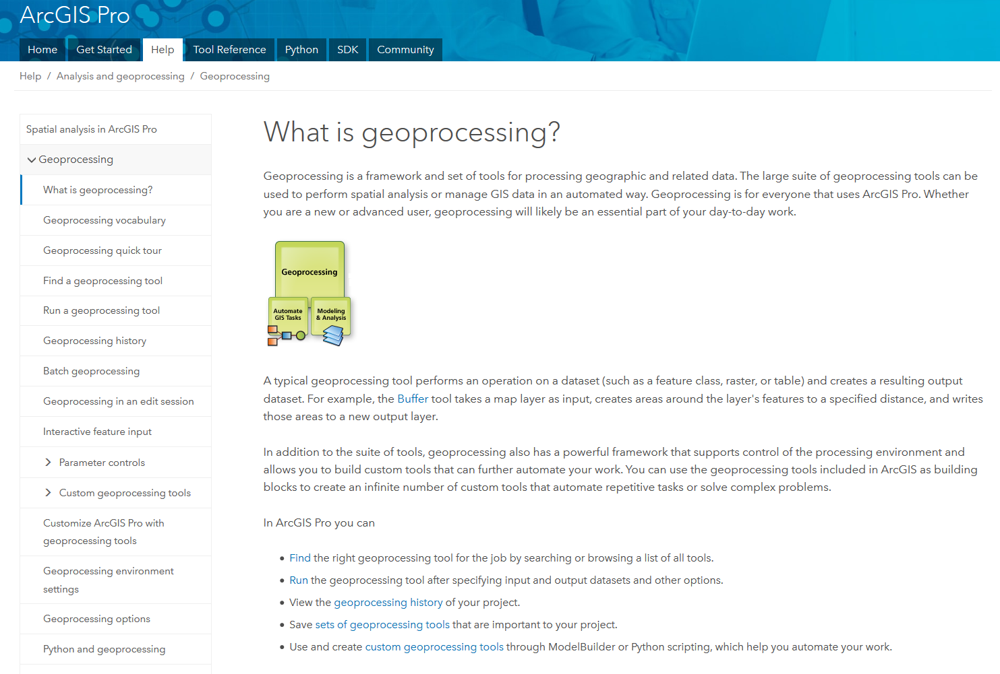 ArcGIS Pro
Home
Get Started
Help
Tool Reference
Python
SDK
Community
Help / Analysis and geoprocessing / Geoprocessing
Spatial analysis in ArcGIS Pro
Geoprocessing
What is geoprocessing?
Geoprocessing vocabulary
Geoprocessing quick tour
Find a geoprocessing tool
Run a geoprocessing tool
Geoprocessing history
Batch geoprocessing
Geoprocessing in an edit session
Interactive feature input
Parameter controls
Custom geoprocessing tools
Customize ArcGIS Pro with
geoprocessing tools
Geoprocessing environment
settings
Geoprocessing options
Python and geoprocessing
What is geoprocessing?
Geoprocessing is a framework and set of tools for processing geographic and related data. The large suite of geoprocessing tools can be
used to perform spatial analysis or manage GIS data in an automated way. Geoprocessing is for everyone that uses ArcGIS Pro. Whether
you are a new or advanced user, geoprocessing will likely be an essential part of your day-to-day work.
Geoprocessing
Automate
GIS Tasks
Modeling
& Analysis
A typical geoprocessing tool performs an operation on a dataset (such as a feature class, raster, or table) and creates a resulting output
dataset. For example, the Buffer tool takes a map layer as input, creates areas around the layer's features to a specified distance, and writes
those areas to a new output layer.
In addition to the suite of tools, geoprocessing also has a powerful framework that supports control of the processing environment and
allows you to build custom tools that can further automate your work. You can use the geoprocessing tools included in ArcGIS as building
blocks to create an infinite number of custom tools that automate repetitive tasks or solve complex problems.
In ArcGIS Pro you can
• Find the right geoprocessing tool for the job by searching or browsing a list of all tools.
• Run the geoprocessing tool after specifying input and output datasets and other options.
• View the geoprocessing history of your project.
• Save sets of geoprocessing tools that are important to your project.
• Use and create custom geoprocessing tools through ModelBuilder or Python scripting, which help you automate your work.